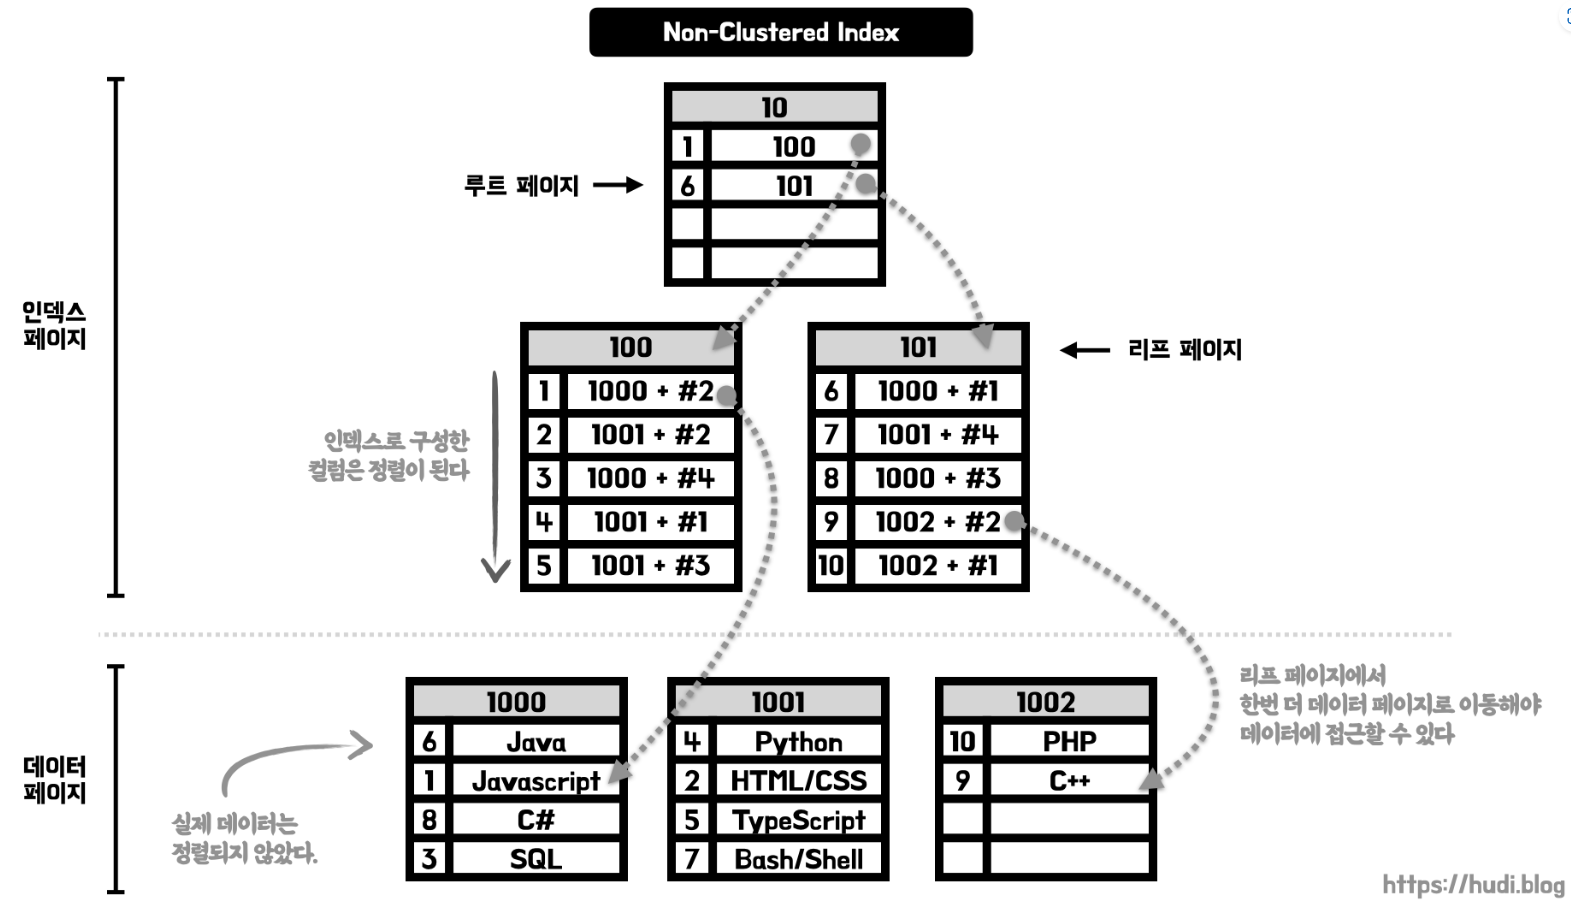 Non-Clustered Index
10
1 100
6 101
루트 페이지
인덱스
페이지
100
1 1000 + #2
2 1001 + #2
3 1000 + #4
4 1001 + #1
5 1001 + #3
101
6 1000 + #1
7 1001 + #4
8 1000 + #3
9 1002 + #2
10 1002 + #1
리프 페이지
인덱스로 구성한
컬럼은 정렬이 된다
데이터
페이지
실제 데이터는
정렬되지 않았다.
1000
6 Java
1 Javascript
8 C#
3 SQL
1001
4 Python
2 HTML/CSS
5 TypeScript
7 Bash/Shell
1002
10 PHP
9 C++
리프 페이지에서
한번 더 데이터 페이지로 이동해야
데이터에 접근할 수 있다
https://hudi.blog